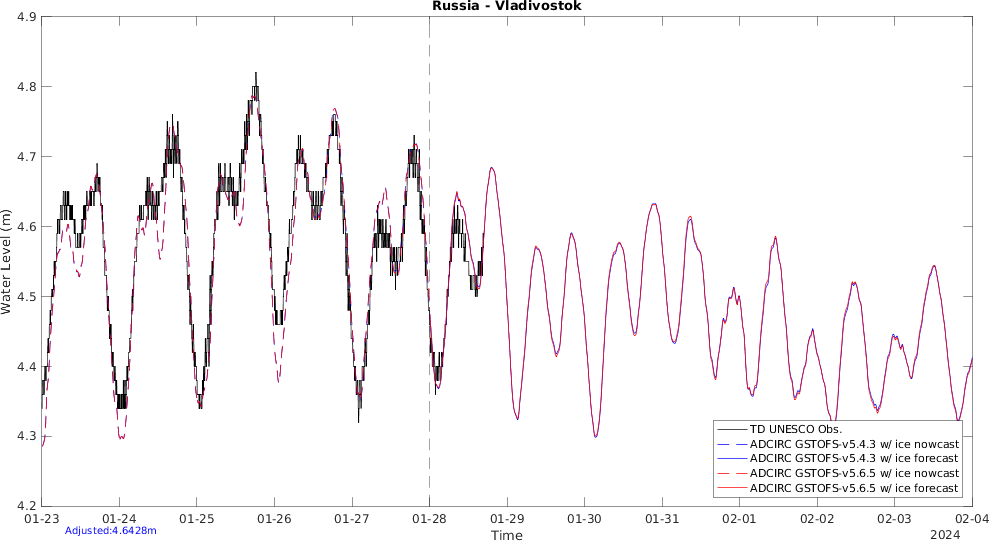 Russia - Vladivostok
4.9
4.8
4.7
4.6
4.5
4.4
4.3
4.2
Water Level (m)
TD UNESCO Obs.
ADCIRC GSTOFS-v5.4.3 w/ ice nowcast
ADCIRC GSTOFS-v5.4.3 w/ ice forecast
ADCIRC GSTOFS-v5.6.5 w/ ice nowcast
ADCIRC GSTOFS-v5.6.5 w/ ice forecast
01-23 01-24 01-25 01-26 01-27 01-28 01-29 01-30 01-31 02-01 02-02 02-03 02-04
Adjusted:4.6428m
Time
2024